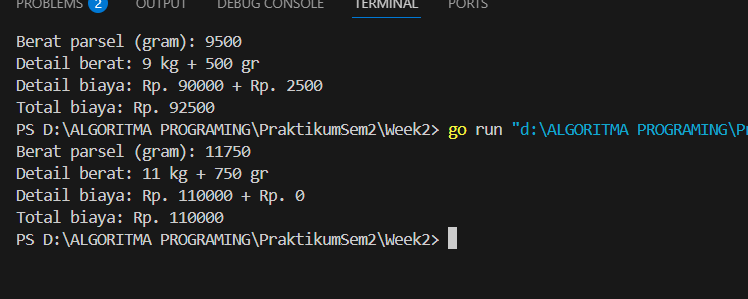 PROBLEMS 2 OUTPUT DEBUG CONSOLE TERMINAL PORTS
Berat parsel (gram): 9500
Detail berat: 9 kg + 500 gr
Detail biaya: Rp. 90000 + Rp. 2500
Total biaya: Rp. 92500
PS D:\ALGORITMA PROGRAMING\PraktikumSem2\Week2> go run "d:\ALGORITMA PROGRAMING\P
Berat parsel (gram): 11750
Detail berat: 11 kg + 750 gr
Detail biaya: Rp. 110000 + Rp. 0
Total biaya: Rp. 110000
PS D:\ALGORITMA PROGRAMING\PraktikumSem2\Week2>